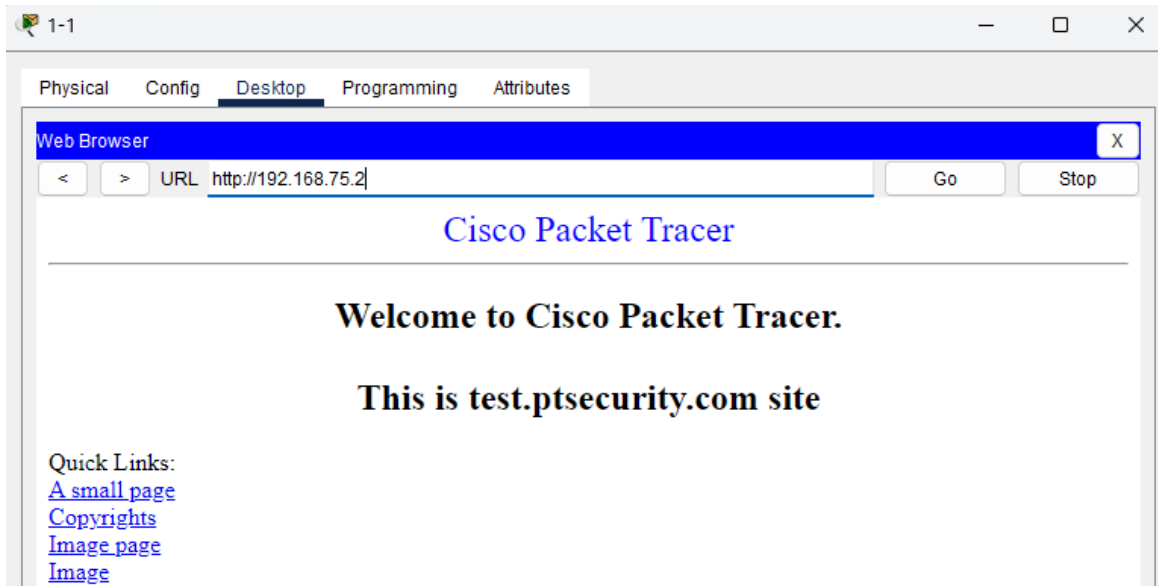 1-1
Physical Config Desktop Programming Attributes
Web Browser X
< > URL http://192.168.75.2 Go Stop
Cisco Packet Tracer
Welcome to Cisco Packet Tracer.
This is test.ptsecurity.com site
Quick Links:
A small page
Copyrights
Image page
Image